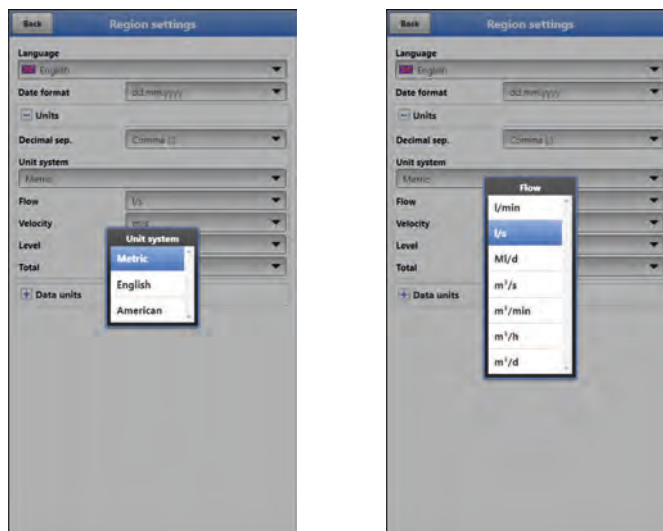 Back
Region settings
Language
English
Date format
dd.mm.yyyy
Units
Decimal sep.
Comma (,)
Unit system
Metric
Flow
l/s
Velocity
m/s
Level
Total
Data units
Unit system
Metric
English
American
Back
Region settings
Language
English
Date format
dd.mm.yyyy
Units
Decimal sep.
Comma (,)
Unit system
Metric
Flow
Velocity
Level
Total
Data units
Flow
l/min
l/s
Ml/d
m³/s
m³/min
m³/h
m³/d